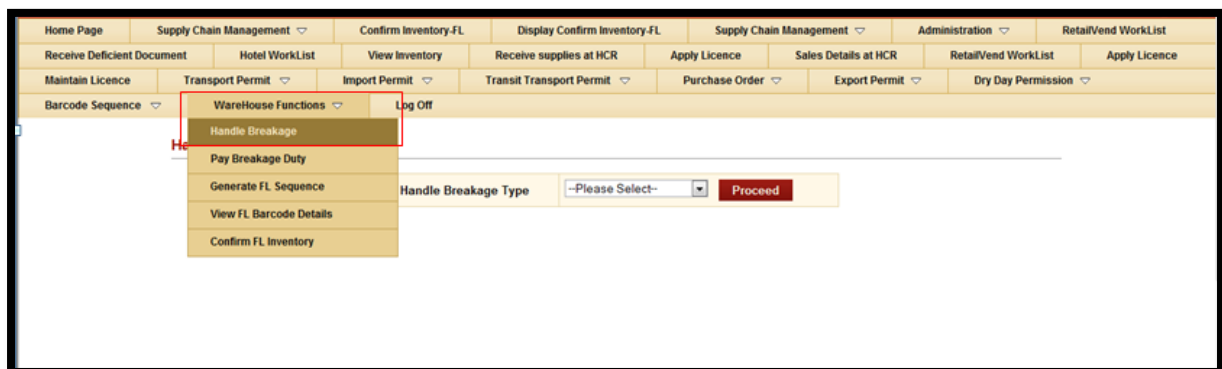 Home Page Supply Chain Management Confirm Inventory-FL Display Confirm Inventory-FL Supply Chain Management Administration RetailVend WorkList
Receive Deficient Document Hotel WorkList View Inventory Receive supplies at HCR Apply Licence Sales Details at HCR RetailVend WorkList Apply Licence
Maintain Licence Transport Permit Import Permit Transit Transport Permit Purchase Order Export Permit Dry Day Permission
Barcode Sequence WareHouse Functions Log Off
Handle Breakage
Pay Breakage Duty
Generate FL Sequence Handle Breakage Type --Please Select-- Proceed
View FL Barcode Details
Confirm FL Inventory